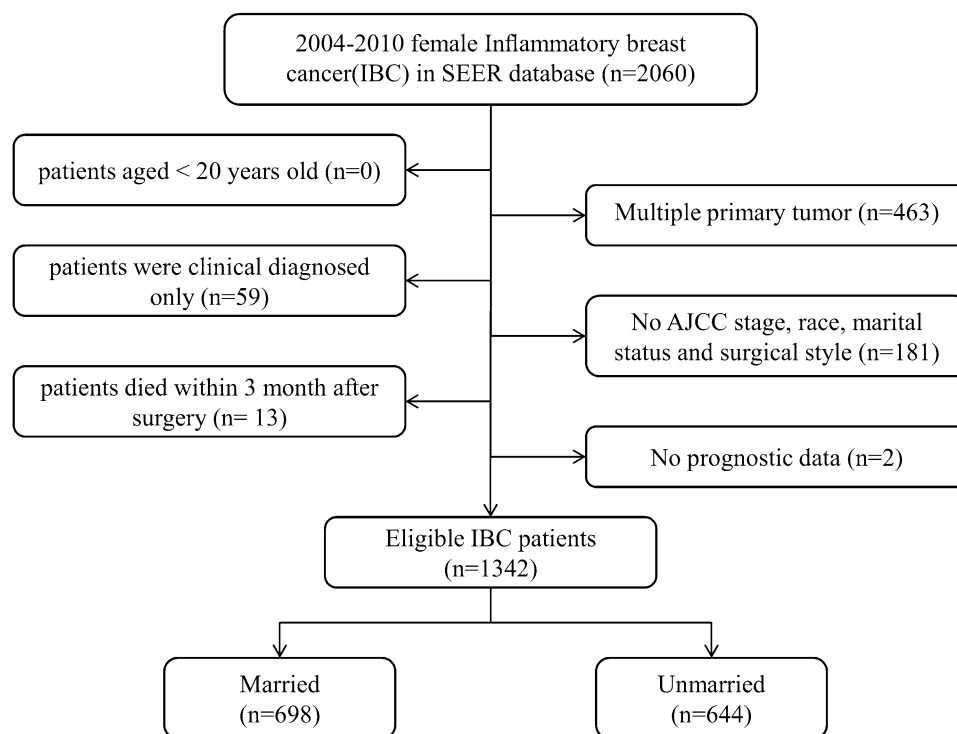 2004-2010 female Inflammatory breast
cancer(IBC) in SEER database (n=2060)
patients aged < 20 years old (n=0)
Multiple primary tumor (n=463)
patients were clinical diagnosed
only (n=59)
No AJCC stage, race, marital
status and surgical style (n=181)
patients died within 3 month after
surgery (n= 13)
No prognostic data (n=2)
Eligible IBC patients
(n=1342)
Married
(n=698)
Unmarried
(n=644)